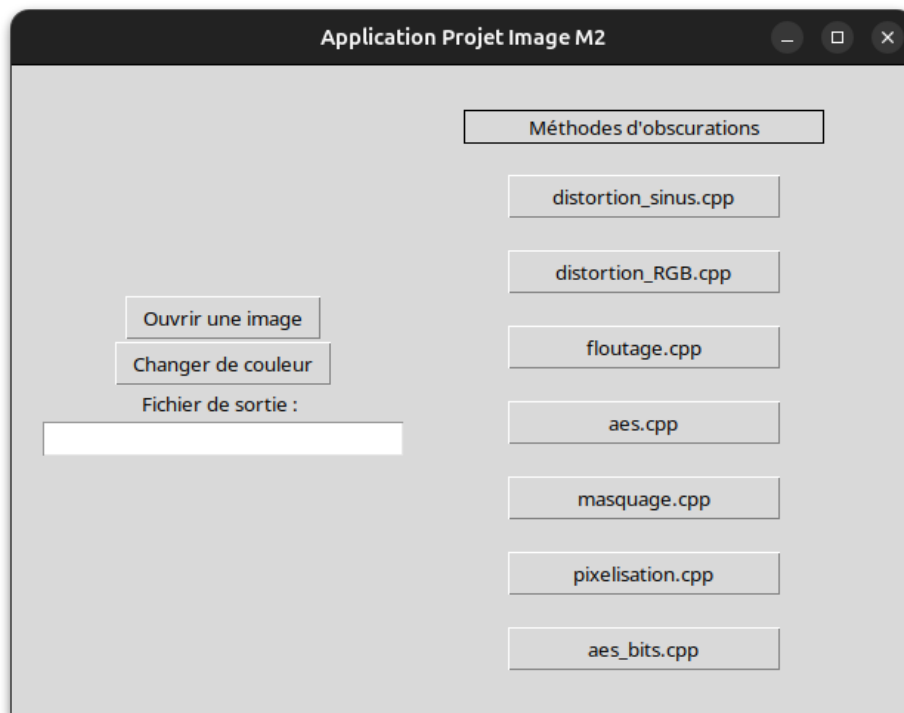 Application Projet Image M2
Ouvrir une image
Changer de couleur
Fichier de sortie :
Méthodes d'obscurations
distortion_sinus.cpp
distortion_RGB.cpp
floutage.cpp
aes.cpp
masquage.cpp
pixelisation.cpp
aes_bits.cpp